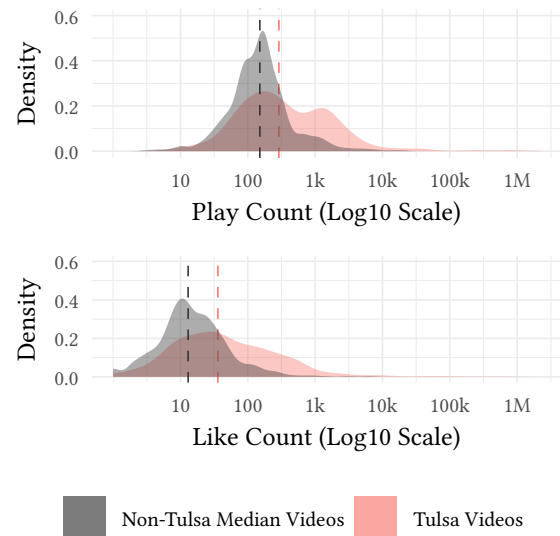 0.6
0.4
0.2
0.0
Density
10 100 1k 10k 100k 1M
Play Count (Log10 Scale)
0.6
0.4
0.2
0.0
Density
10 100 1k 10k 100k 1M
Like Count (Log10 Scale)
Non-Tulsa Median Videos Tulsa Videos